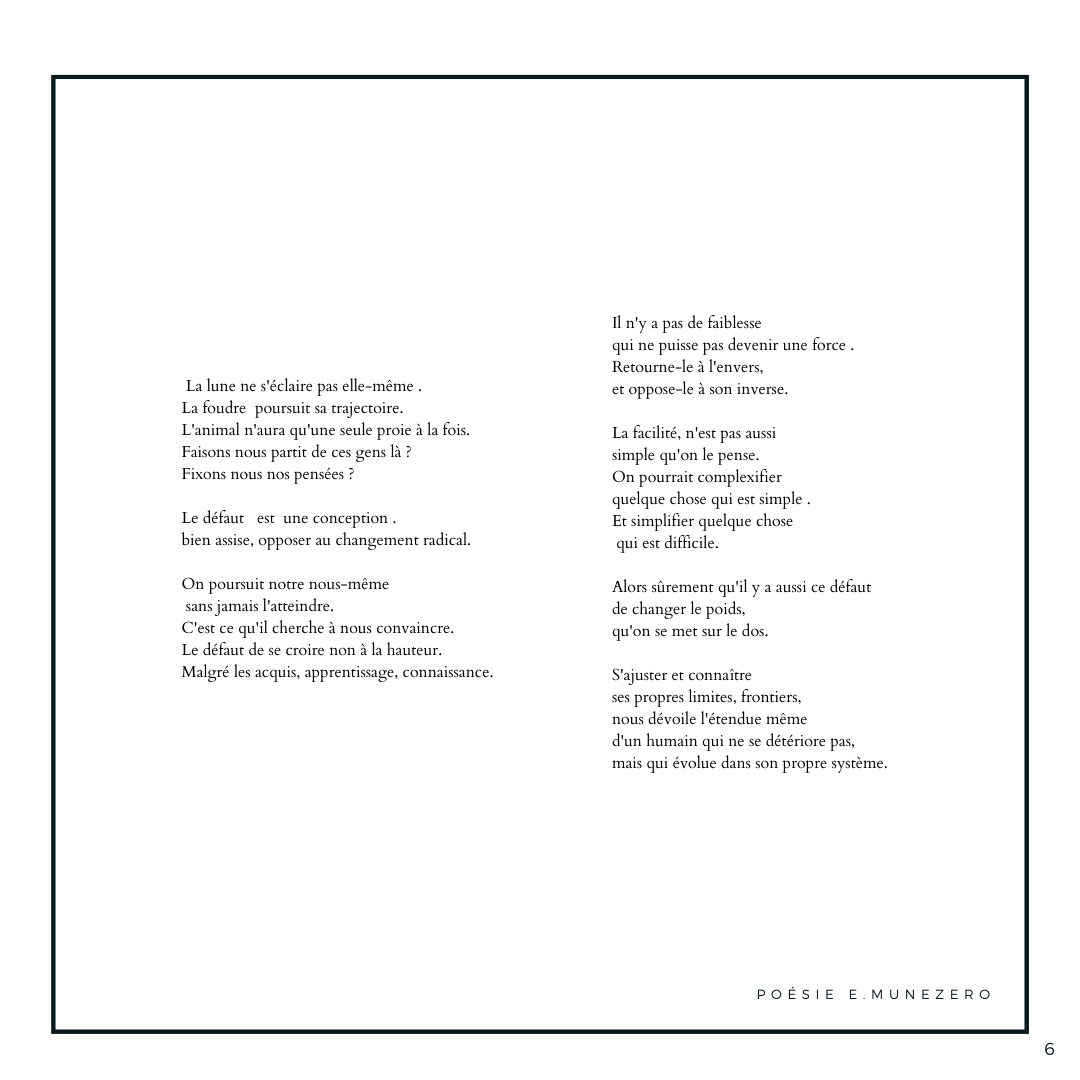 La lune ne s'éclaire pas elle-même .
La foudre  poursuit sa trajectoire.
L'animal n'aura qu'une seule proie à la fois.
Faisons nous partit de ces gens là ?
Fixons nous nos pensées ?

Le défaut   est  une conception .
bien assise, opposer au changement radical.

On poursuit notre nous-même
sans jamais l'atteindre.
C'est ce qu'il cherche à nous convaincre.
Le défaut de se croire non à la hauteur.
Malgré les acquis, apprentissage, connaissance.

Il n'y a pas de faiblesse
qui ne puisse pas devenir une force .
Retourne-le à l'envers,
et oppose-le à son inverse.

La facilité, n'est pas aussi
simple qu'on le pense.
On pourrait complexifier
quelque chose qui est simple .
Et simplifier quelque chose
qui est difficile.

Alors sûrement qu'il y a aussi ce défaut
de changer le poids,
qu'on se met sur le dos.

S'ajuster et connaître
ses propres limites, frontiers,
nous dévoile l'étendue même
d'un humain qui ne se détériore pas,
mais qui évolue dans son propre système.

POÉSIE E.MUNEZERO
6